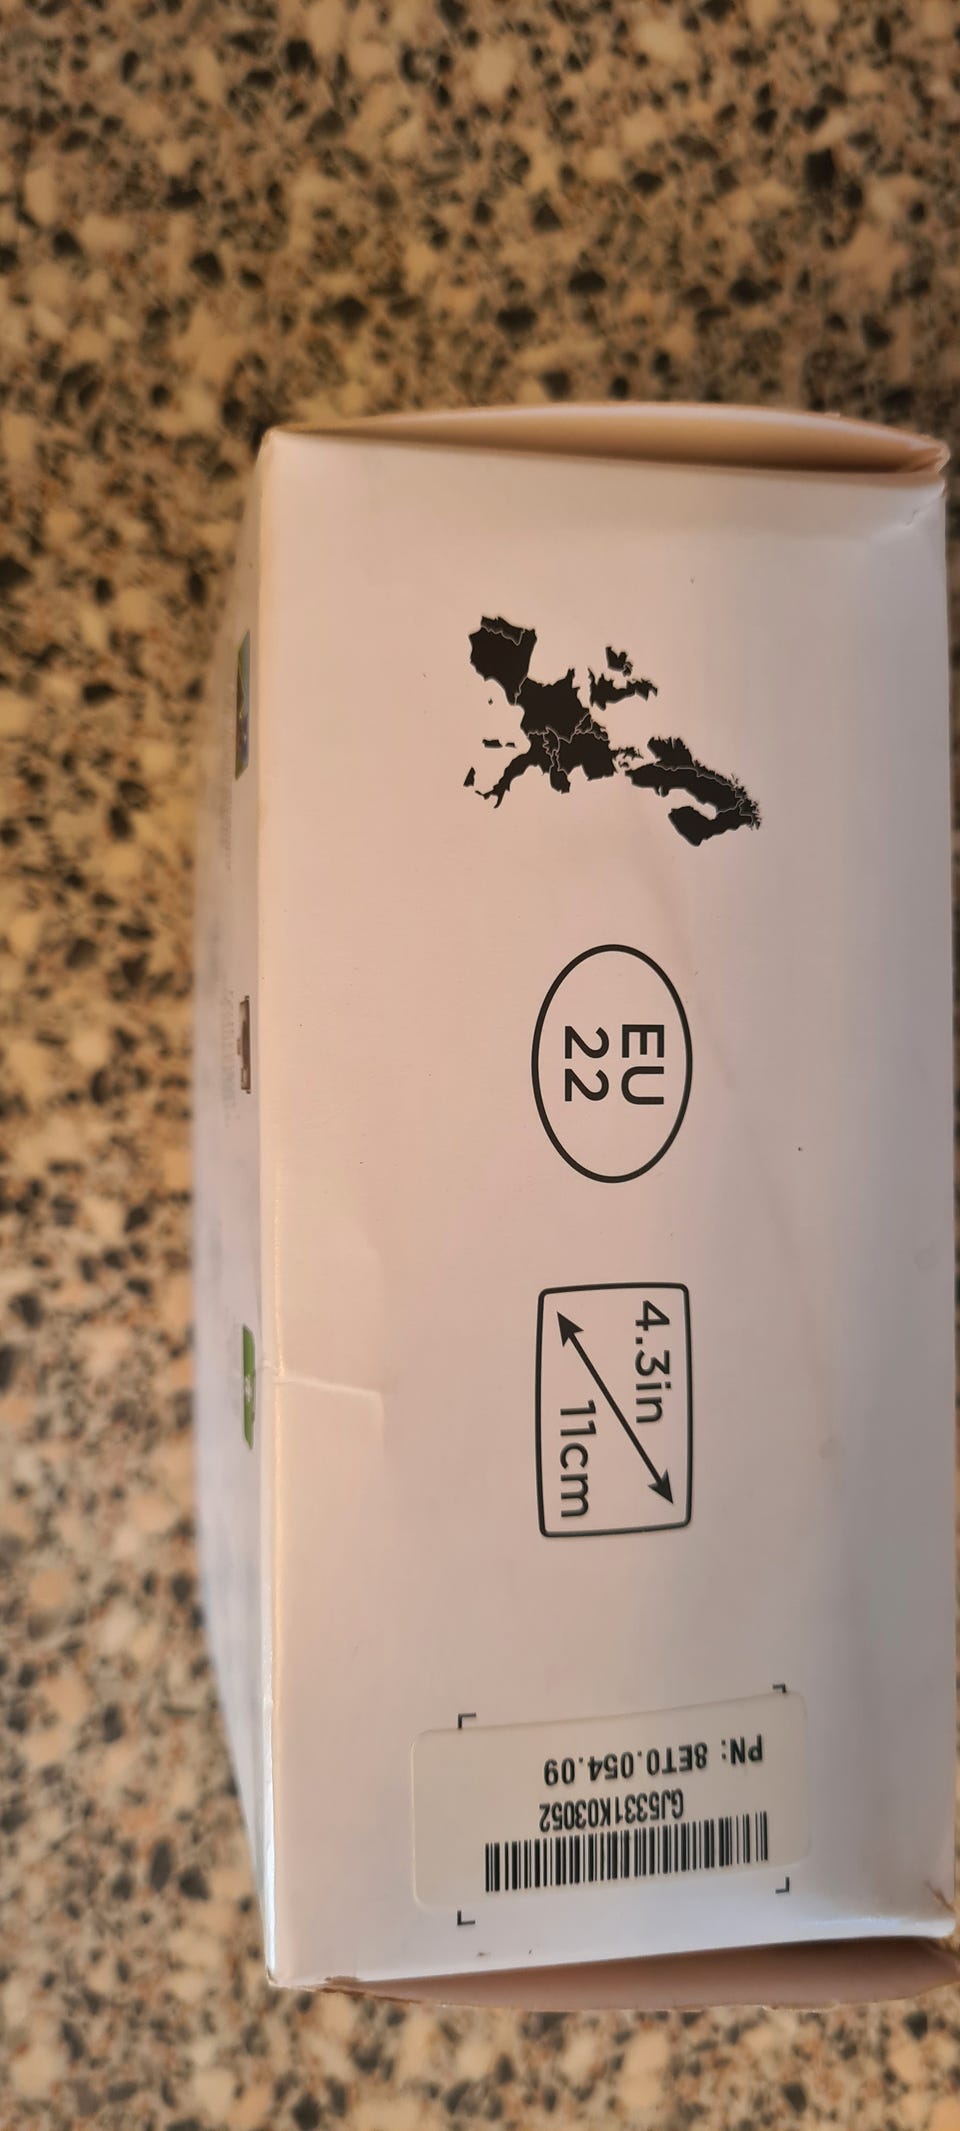 EU
22
4.3in
11cm
PN: 8ET0.054.09
GJ5331K03052